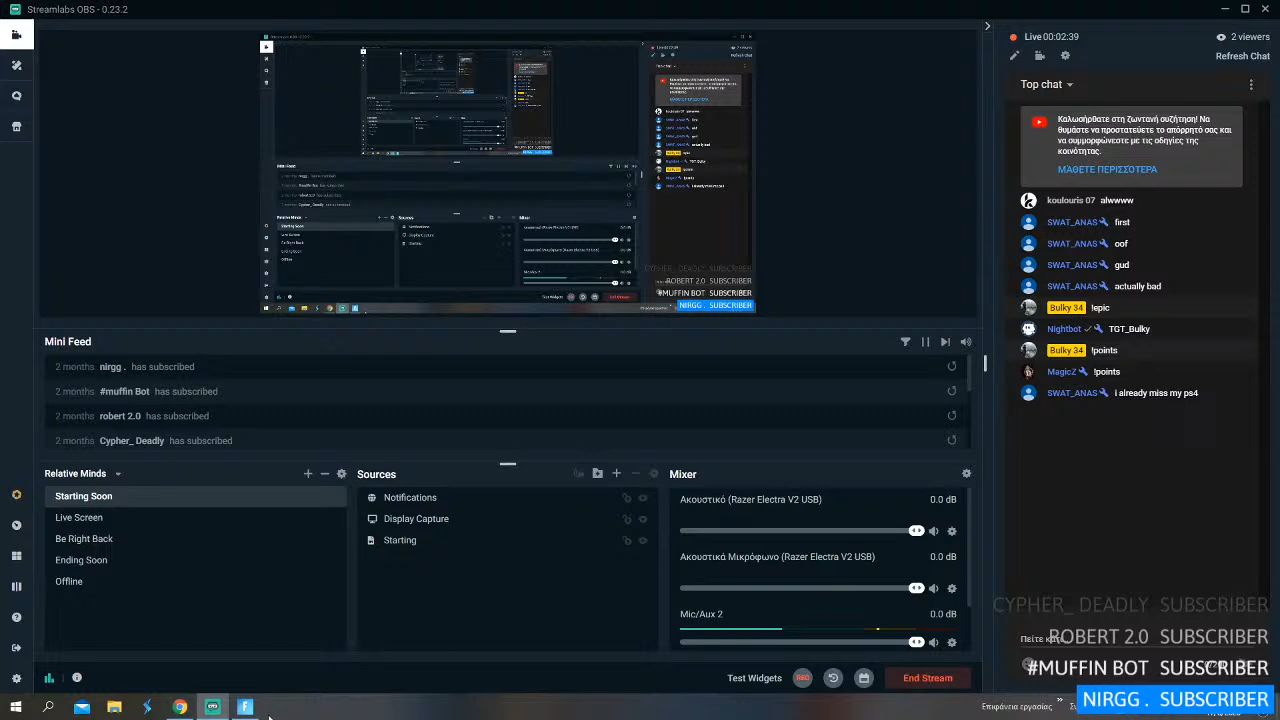 Streamlabs OBS - 0.23.2
Live 00:02:39
2 viewers
Refresh Chat
Top chat
Καλωσήρθατε στη ζωντανή συζήτηση! Να
θυμάστε να προστατεύετε το απόρρητό σας και
να συμμορφώνεστε με τις οδηγίες της
κοινότητας.
ΜΆΘΕΤΕ ΠΕΡΙΣΣΌΤΕΡΑ
koulouris 07 alwwww
SWAT_ANAS first
SWAT_ANAS oof
SWAT_ANAS gud
SWAT_ANAS actually bad
Bulky 34 !epic
Nightbot TGT_Bulky
Bulky 34 !points
MagicZ !points
SWAT_ANAS i already miss my ps4
Mini Feed
2 months nirgg . has subscribed
2 months #muffin Bot has subscribed
2 months robert 2.0 has subscribed
2 months Cypher_ Deadly has subscribed
Relative Minds
Starting Soon
Live Screen
Be Right Back
Ending Soon
Offline
Sources
Notifications
Display Capture
Starting
Mixer
Ακουστικό (Razer Electra V2 USB) 0.0 dB
Ακουστικά Μικρόφωνο (Razer Electra V2 USB) 0.0 dB
Mic/Aux 2 0.0 dB
Test Widgets
REC
End Stream
CYPHER_ DEADLY SUBSCRIBER
ROBERT 2.0 SUBSCRIBER
#MUFFIN BOT SUBSCRIBER
NIRGG . SUBSCRIBER
Επιφάνεια εργασίας